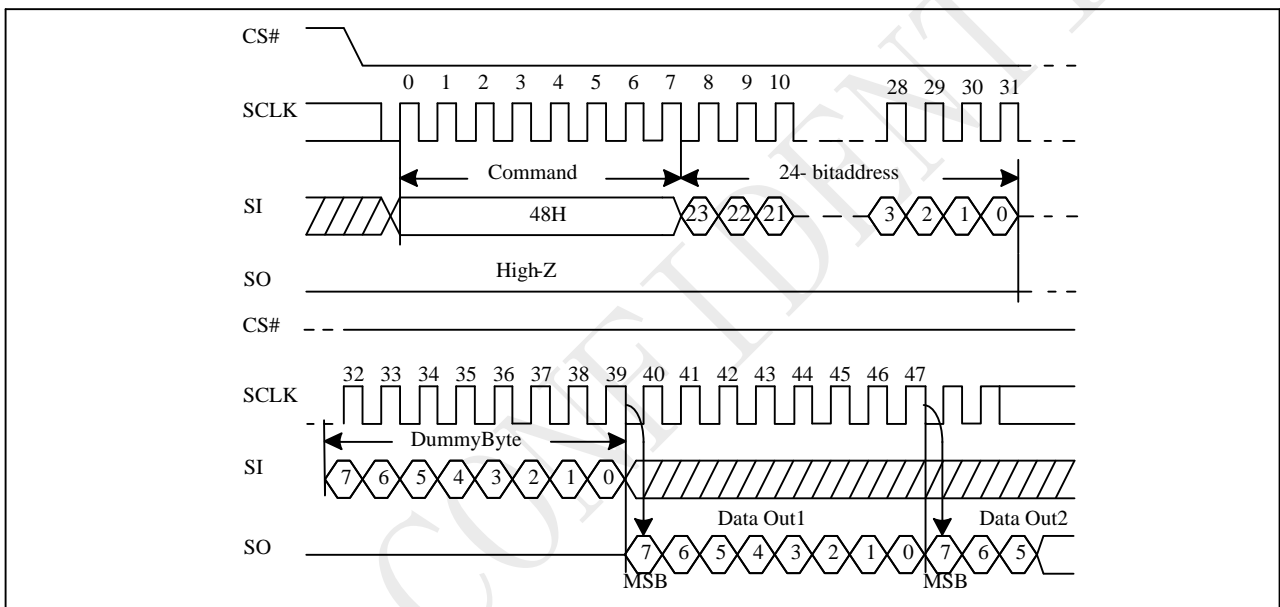 CS#
0 1 2 3 4 5 6 7 8 9 10 28 29 30 31
SCLK
Command 24- bitaddress
SI 48H 23 22 21 3 2 1 0
High-Z
SO
CS#
32 33 34 35 36 37 38 39 40 41 42 43 44 45 46 47
SCLK
DummyByte
SI 7 6 5 4 3 2 1 0
Data Out1 Data Out2
SO 7 6 5 4 3 2 1 0 7 6 5
MSB MSB
CONFIDENT